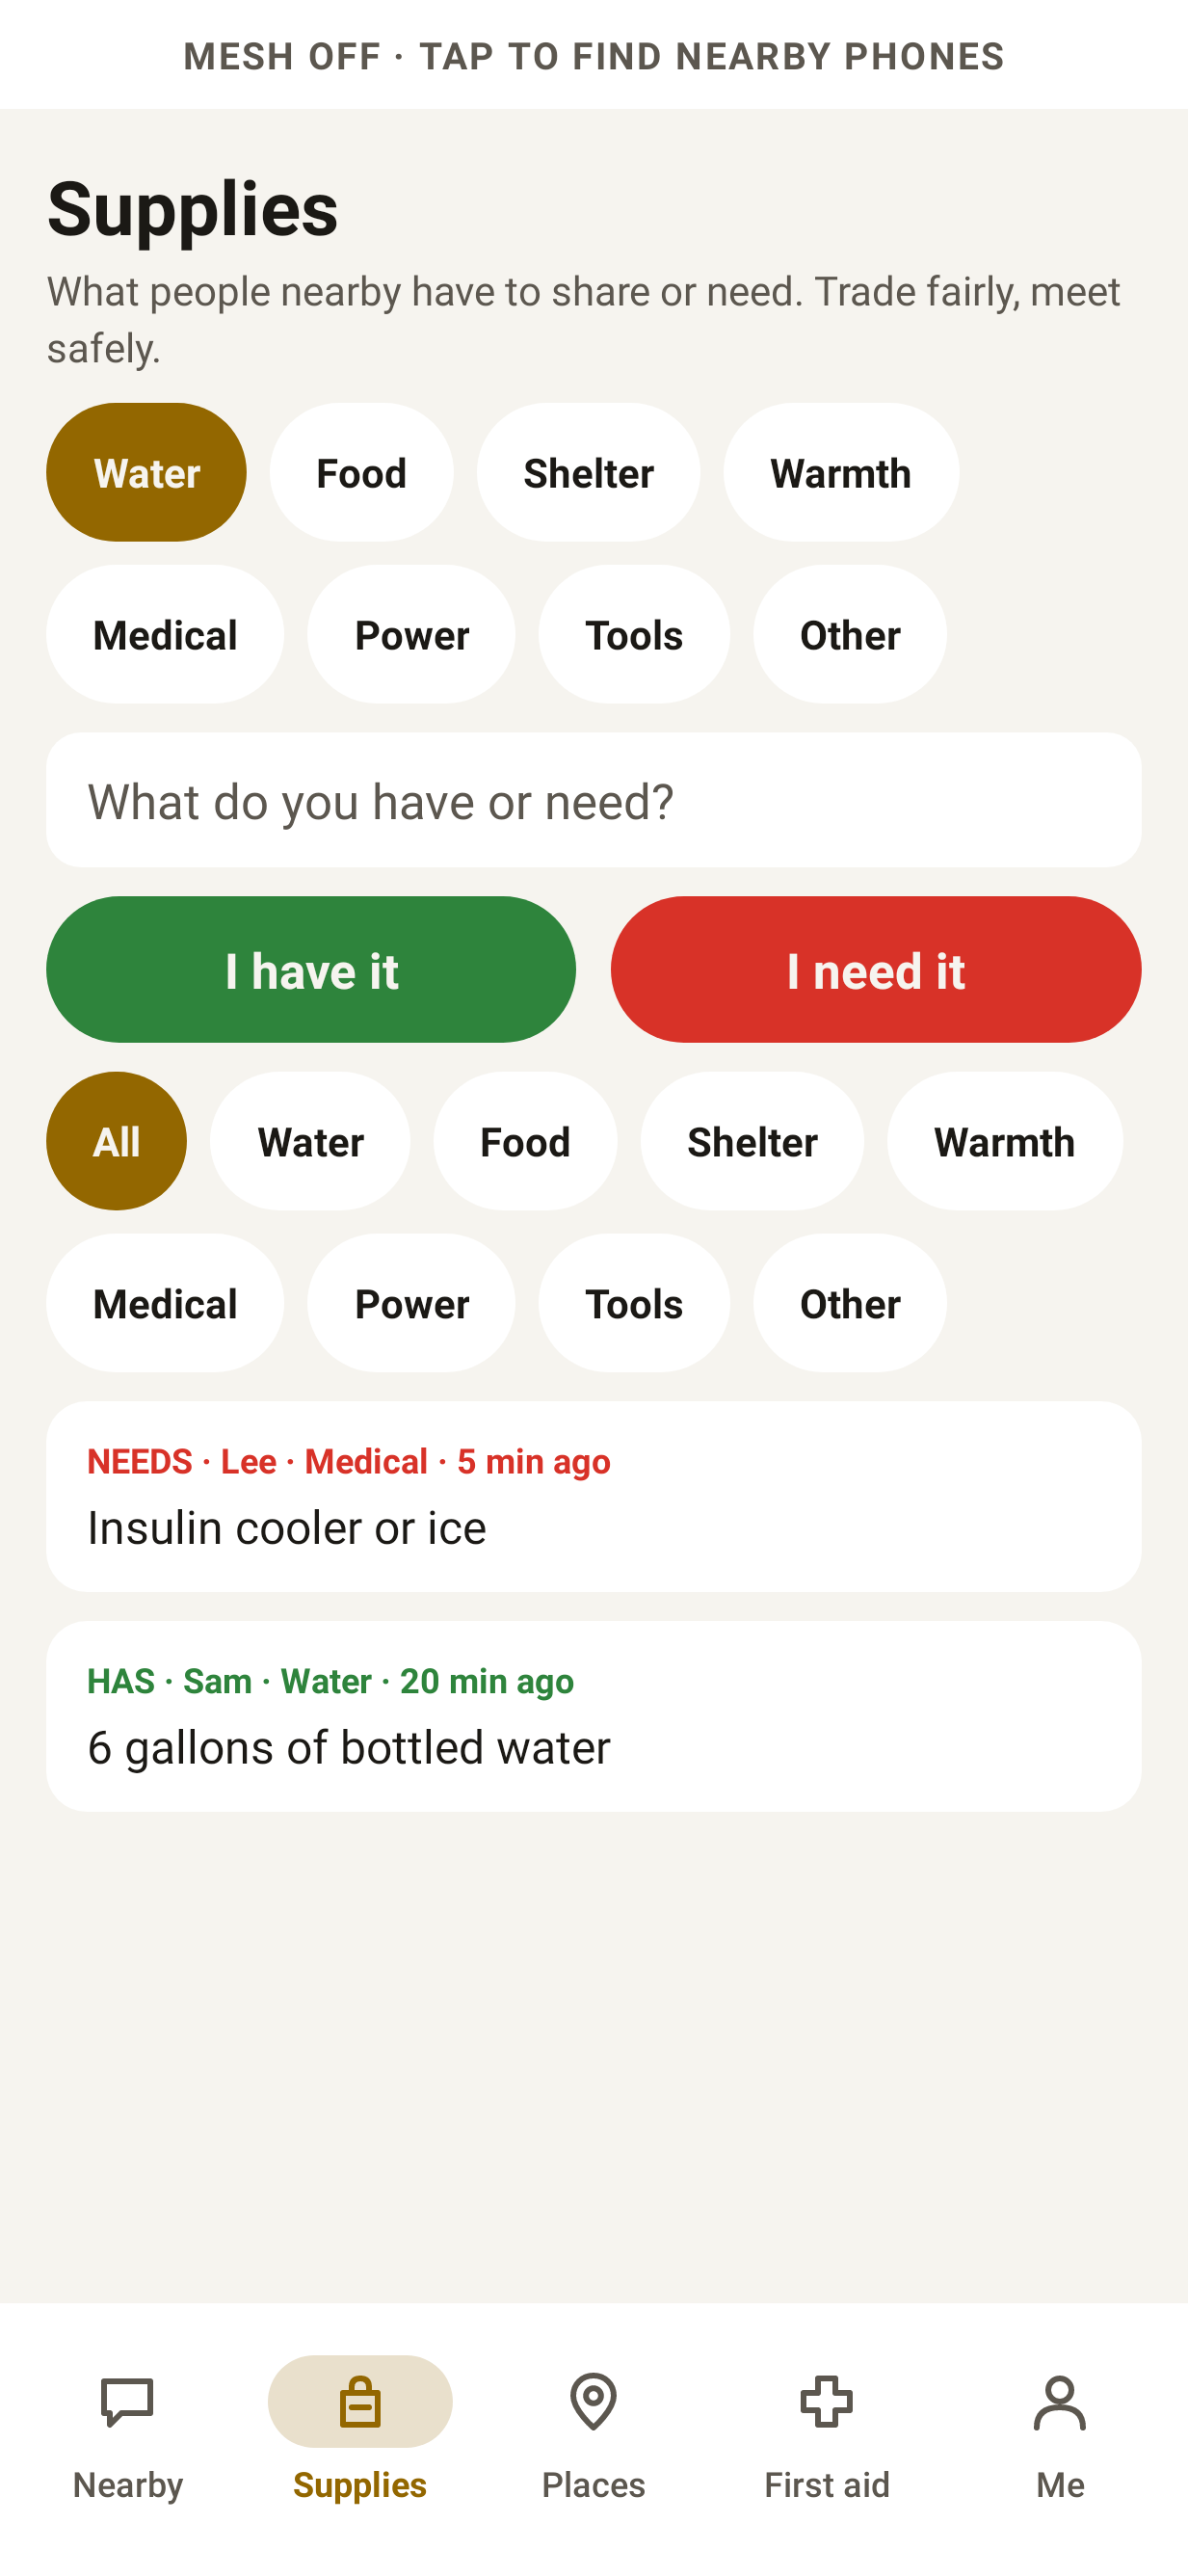 MESH OFF · TAP TO FIND NEARBY PHONES
Supplies
What people nearby have to share or need. Trade fairly, meet
safely.
Water Food Shelter Warmth
Medical Power Tools Other
What do you have or need?
I have it I need it
All Water Food Shelter Warmth
Medical Power Tools Other
NEEDS · Lee · Medical · 5 min ago
Insulin cooler or ice
HAS · Sam · Water · 20 min ago
6 gallons of bottled water
Nearby Supplies Places First aid Me